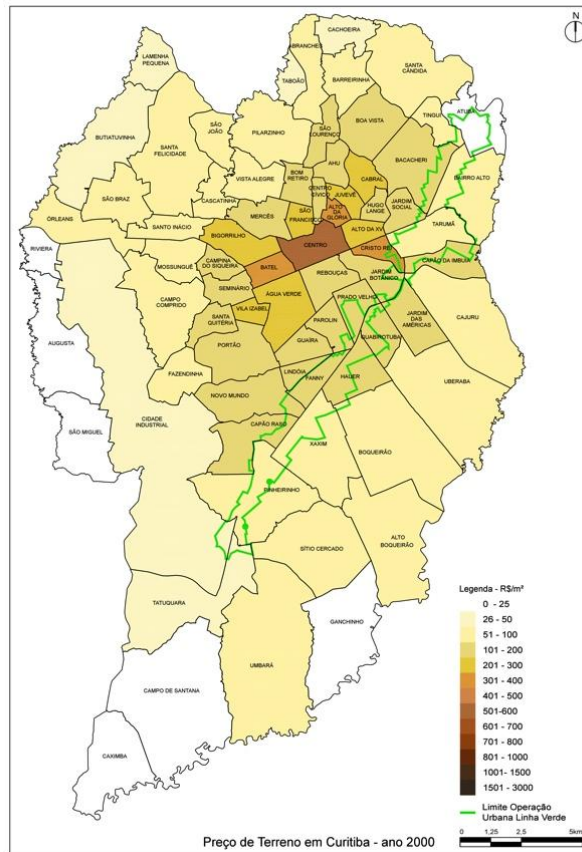 N
CACHOEIRA
ABRANCHES
LAMENHA
PEQUENA
SANTA
CÂNDIDA
TABOÃO
BARREIRINHA
ATUBA
TINGUI
BUTIATUVINHA
SÃO
JOÃO
PILARZINHO
SÃO
LOURENÇO
BOA VISTA
SANTA
FELICIDADE
BACACHERI
AHU
BAIRRO ALTO
VISTA ALEGRE
BOM
RETIRO
CABRAL
CENTRO
CÍVICO
JUVEVÊ
CASCATINHA
SÃO BRAZ
HUGO
LANGE
JARDIM
SOCIAL
ÓRLEANS
MERCÊS
SÃO
FRANCISCO
ALTO
DA
GLORIA
TARUMÃ
SANTO INÁCIO
BIGORRILHO
ALTO DA XV
RIVIERA
CENTRO
CRISTO REI
MOSSUNGUÊ
CAMPINA
DO SIQUEIRA
BATEL
CAPÃO DA IMBUIA
REBOUÇAS
JARDIM
BOTÂNICO
SEMINÁRIO
CAMPO
COMPRIDO
ÁGUA VERDE
PRADO VELHO
AUGUSTA
VILA IZABEL
SANTA
QUITÉRIA
PAROLIN
JARDIM
DAS
AMÉRICAS
CAJURU
GUABIROTUBA
GUAÍRA
PORTÃO
FAZENDINHA
LINDÓIA
FANNY
HAUER
UBERABA
NOVO MUNDO
CIDADE
INDUSTRIAL
SÃO MIGUEL
CAPÃO RASO
XAXIM
BOQUEIRÃO
PINHEIRINHO
SÍTIO CERCADO
ALTO
BOQUEIRÃO
TATUQUARA
GANCHINHO
UMBARÁ
CAMPO DE SANTANA
CAXIMBA
Legenda - R$/m²
0 - 25
26 - 50
51 - 100
101 - 200
201 - 300
301 - 400
401 - 500
501-600
601 - 700
701 - 800
801 - 1000
1001- 1500
1501 - 3000
Limite Operação
Urbana Linha Verde
0 1,25 2,5 5km
Preço de Terreno em Curitiba - ano 2000